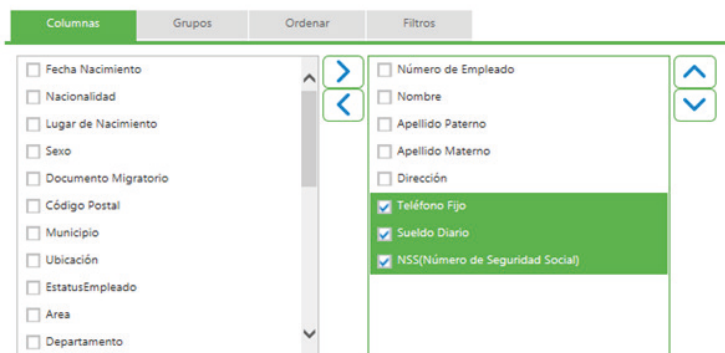 Columnas Grupos Ordenar Filtros
Fecha Nacimiento
Nacionalidad
Lugar de Nacimiento
Sexo
Documento Migratorio
Código Postal
Municipio
Ubicación
EstatusEmpleado
Area
Departamento
Número de Empleado
Nombre
Apellido Paterno
Apellido Materno
Dirección
Teléfono Fijo
Sueldo Diario
NSS(Número de Seguridad Social)